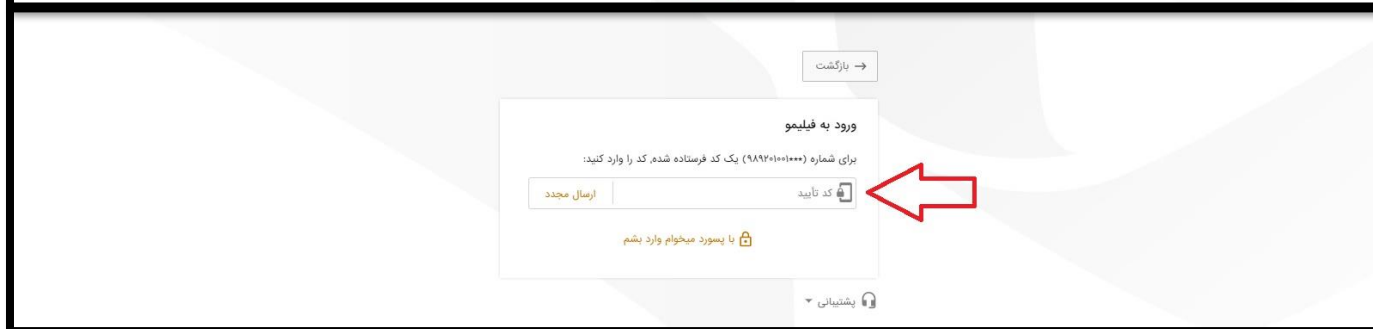 بازگشت
ورود به فیلیمو
برای شماره (۹۸۹۲۰۱۰۰۱***) یک کد فرستاده شده, کد را وارد کنید:
کد تأیید ارسال مجدد
با پسورد میخوام وارد بشم
پشتیبانی